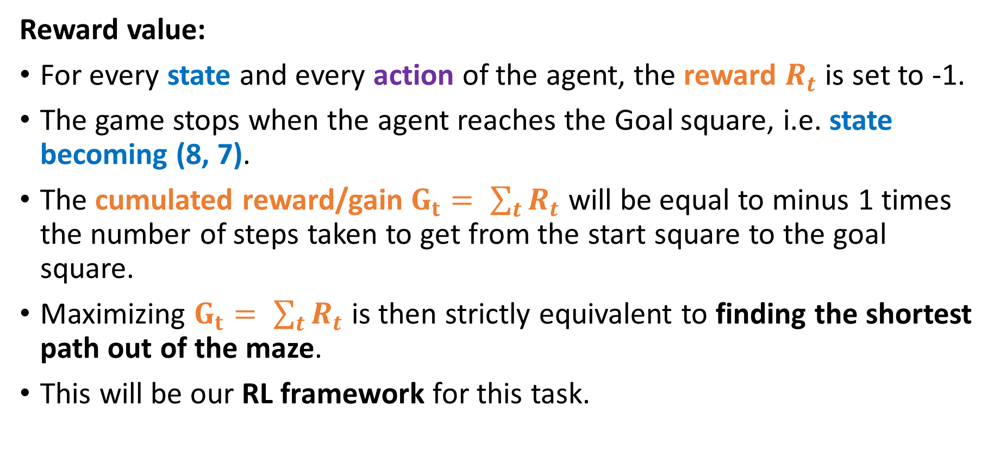 Reward value:
• For every state and every action of the agent, the reward R_t is set to -1.
• The game stops when the agent reaches the Goal square, i.e. state
becoming (8, 7).
• The cumulated reward/gain G_t = ∑_t R_t will be equal to minus 1 times
the number of steps taken to get from the start square to the goal
square.
• Maximizing G_t = ∑_t R_t is then strictly equivalent to finding the shortest
path out of the maze.
• This will be our RL framework for this task.